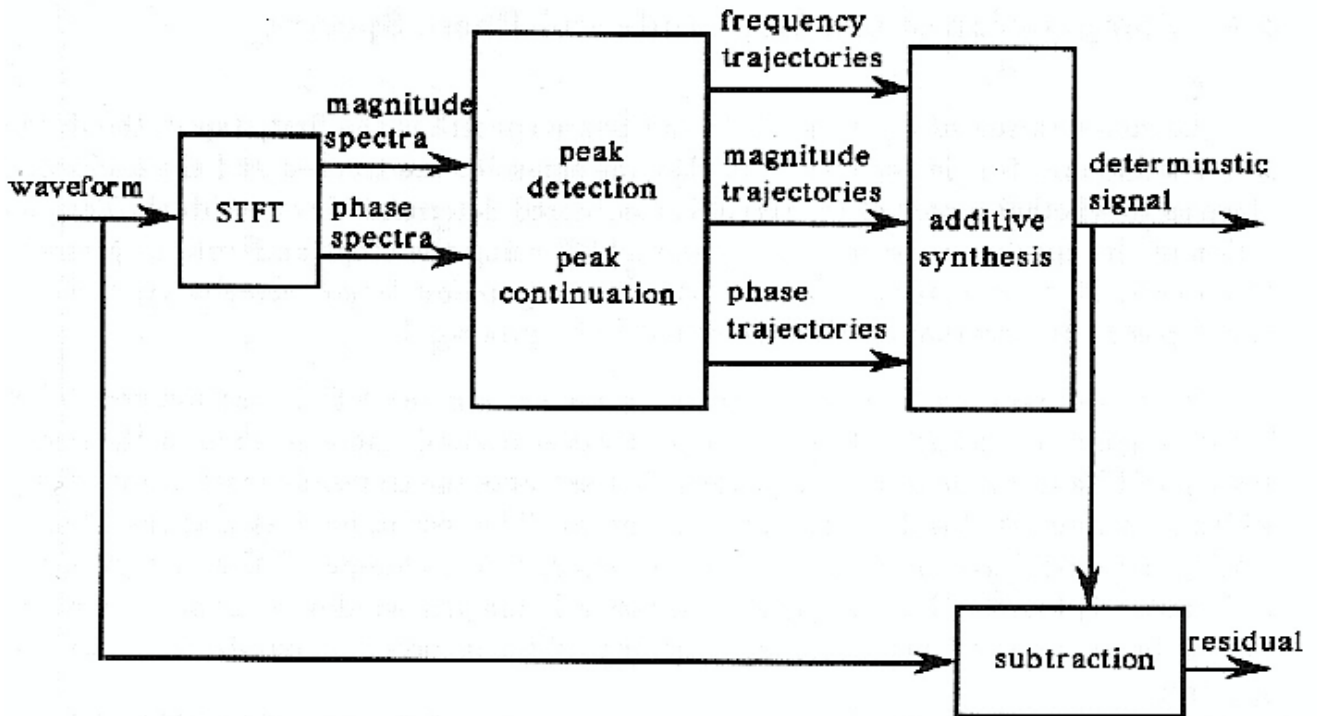 waveform
STFT
magnitude
spectra
phase
spectra
peak
detection
peak
continuation
frequency
trajectories
magnitude
trajectories
phase
trajectories
additive
synthesis
determinstic
signal
subtraction
residual